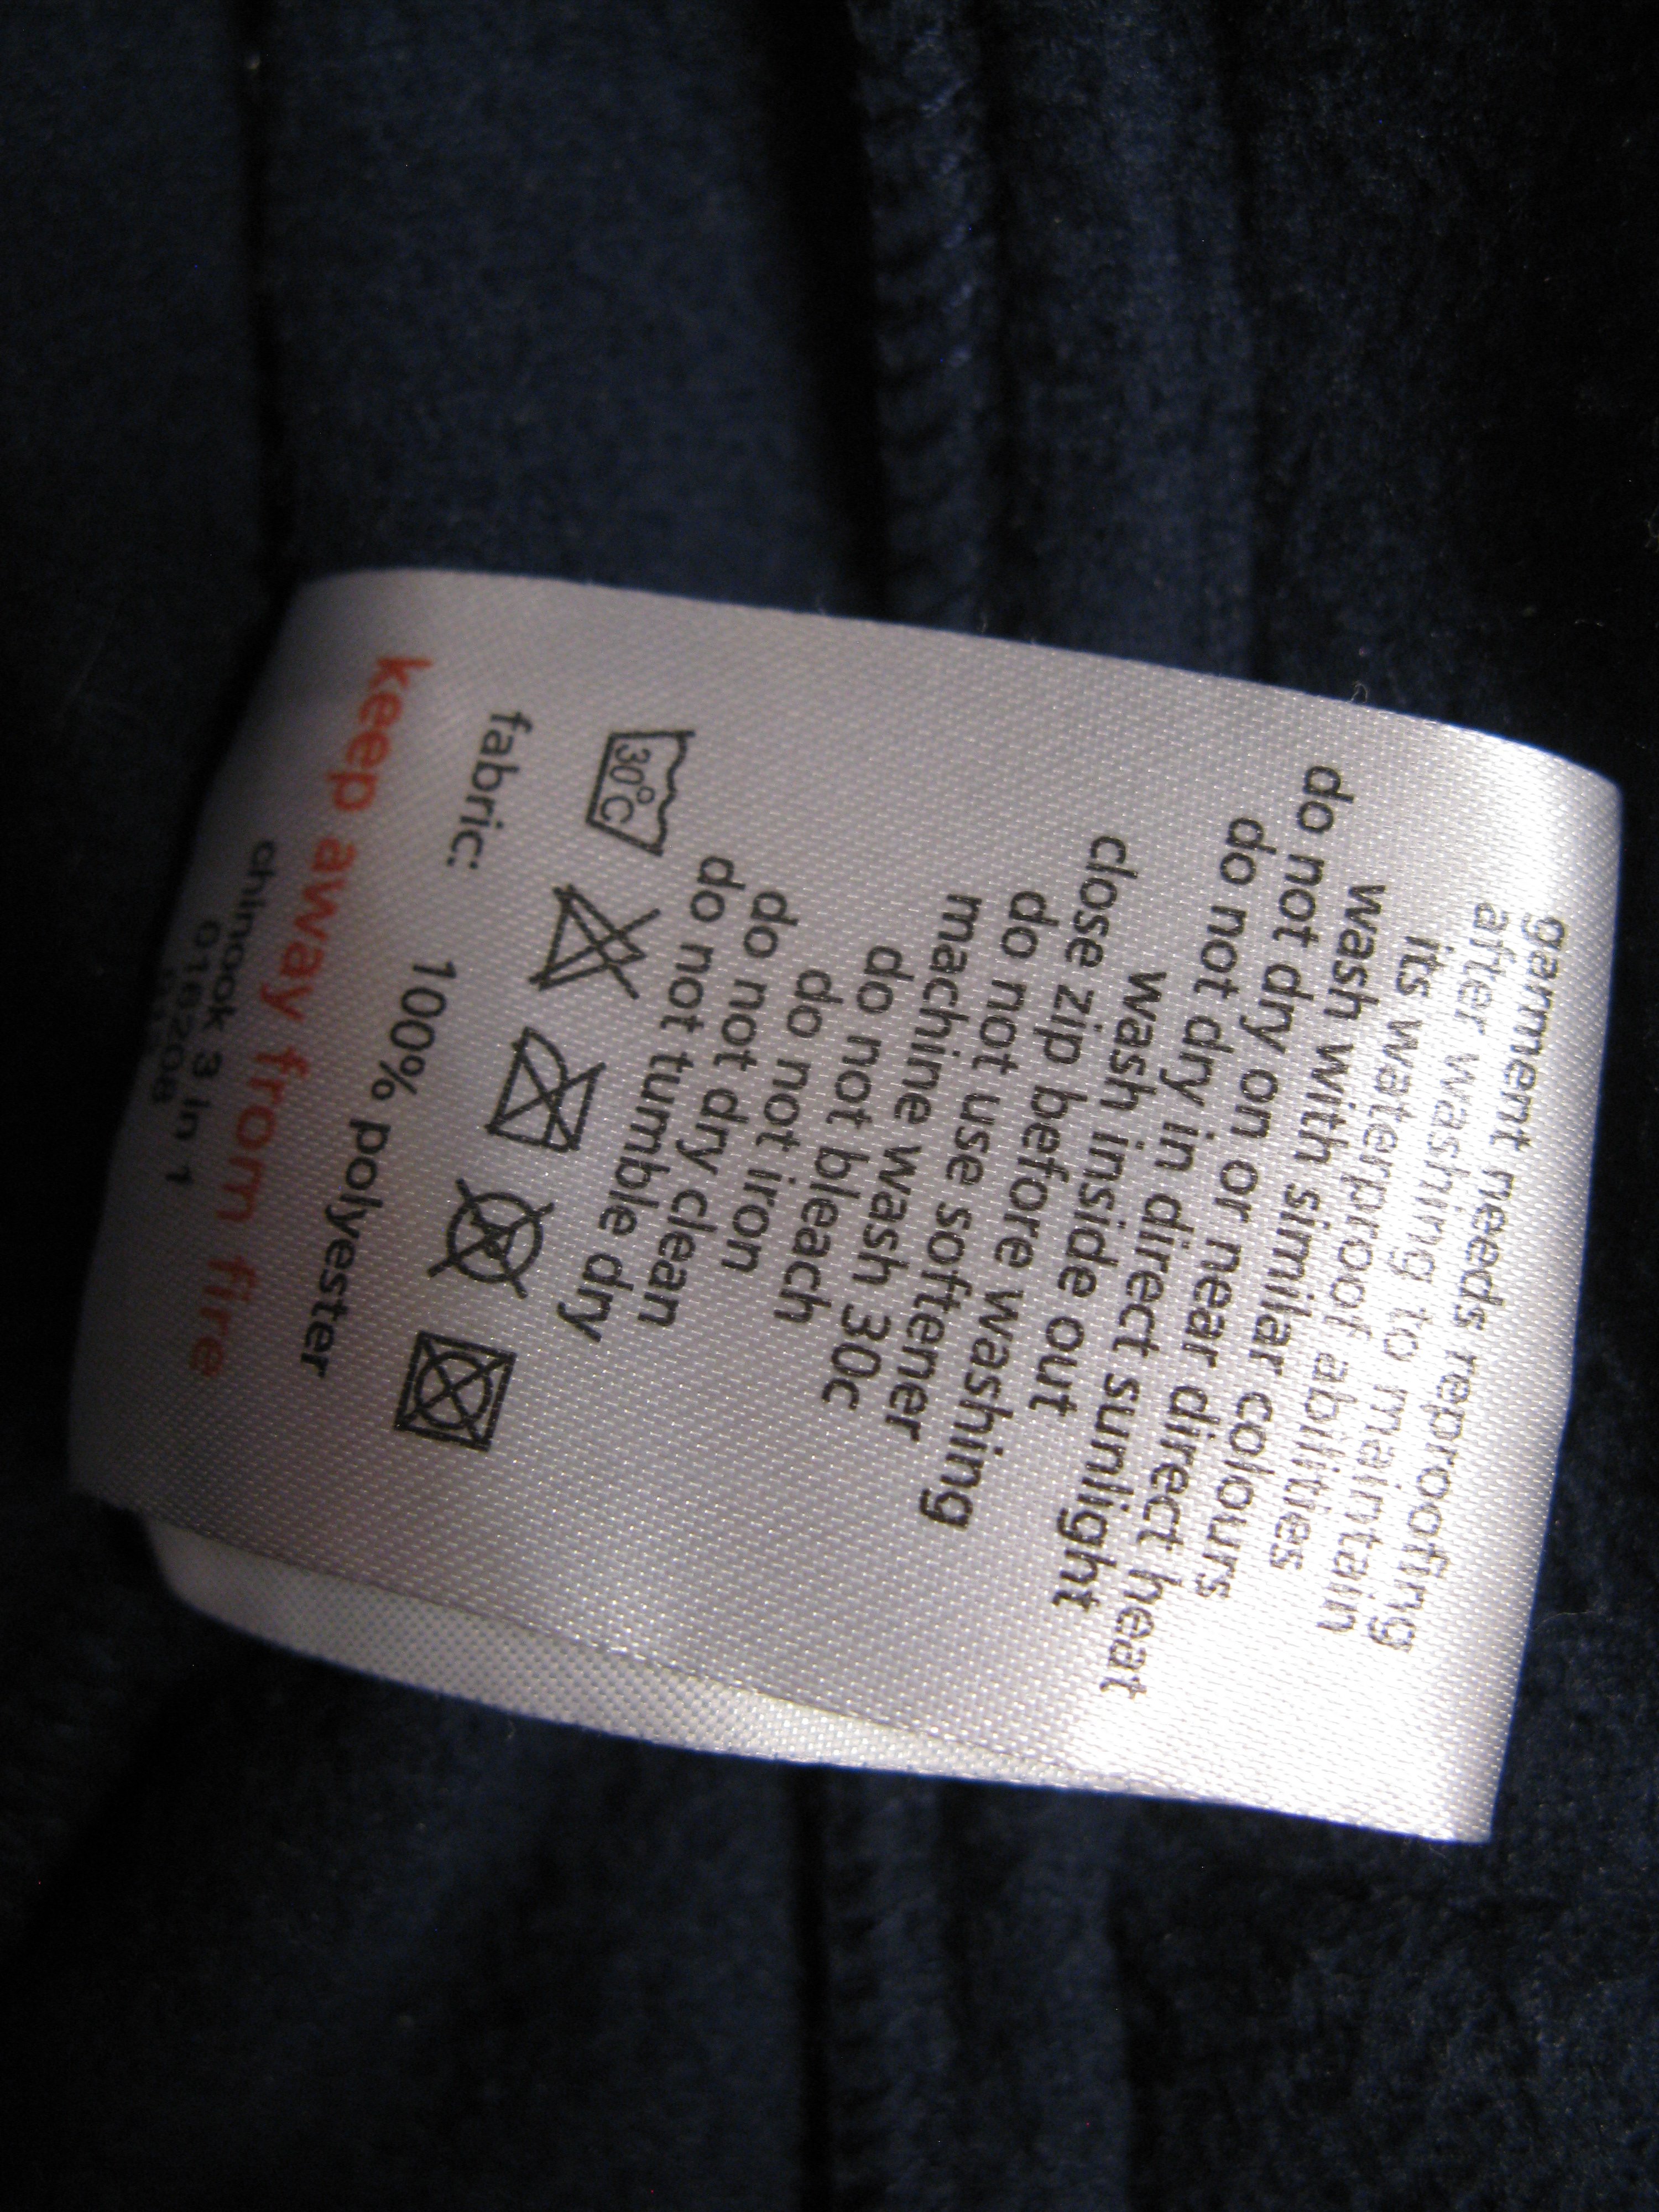 garment needs reproofing
after washing to maintain
its waterproof abilities
wash with similar colours
do not dry on or near direct heat
do not dry in direct sunlight
wash inside out
close zip before washing
do not use softener
machine wash 30c
do not bleach
do not iron
do not dry clean
do not tumble dry
30°C
fabric: 100% polyester
keep away from fire
chinook 3 in 1
016208